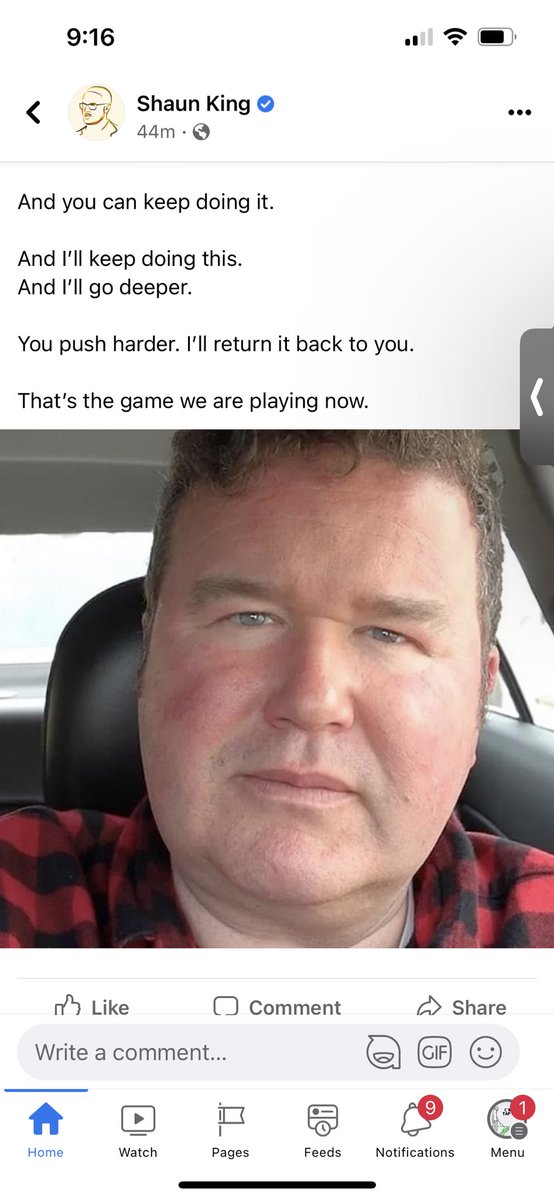 9:16
Shaun King
44m
And you can keep doing it.
And I’ll keep doing this.
And I’ll go deeper.
You push harder. I’ll return it back to you.
That’s the game we are playing now.
Like Comment Share
Write a comment... GIF
9 1
Home Watch Pages Feeds Notifications Menu